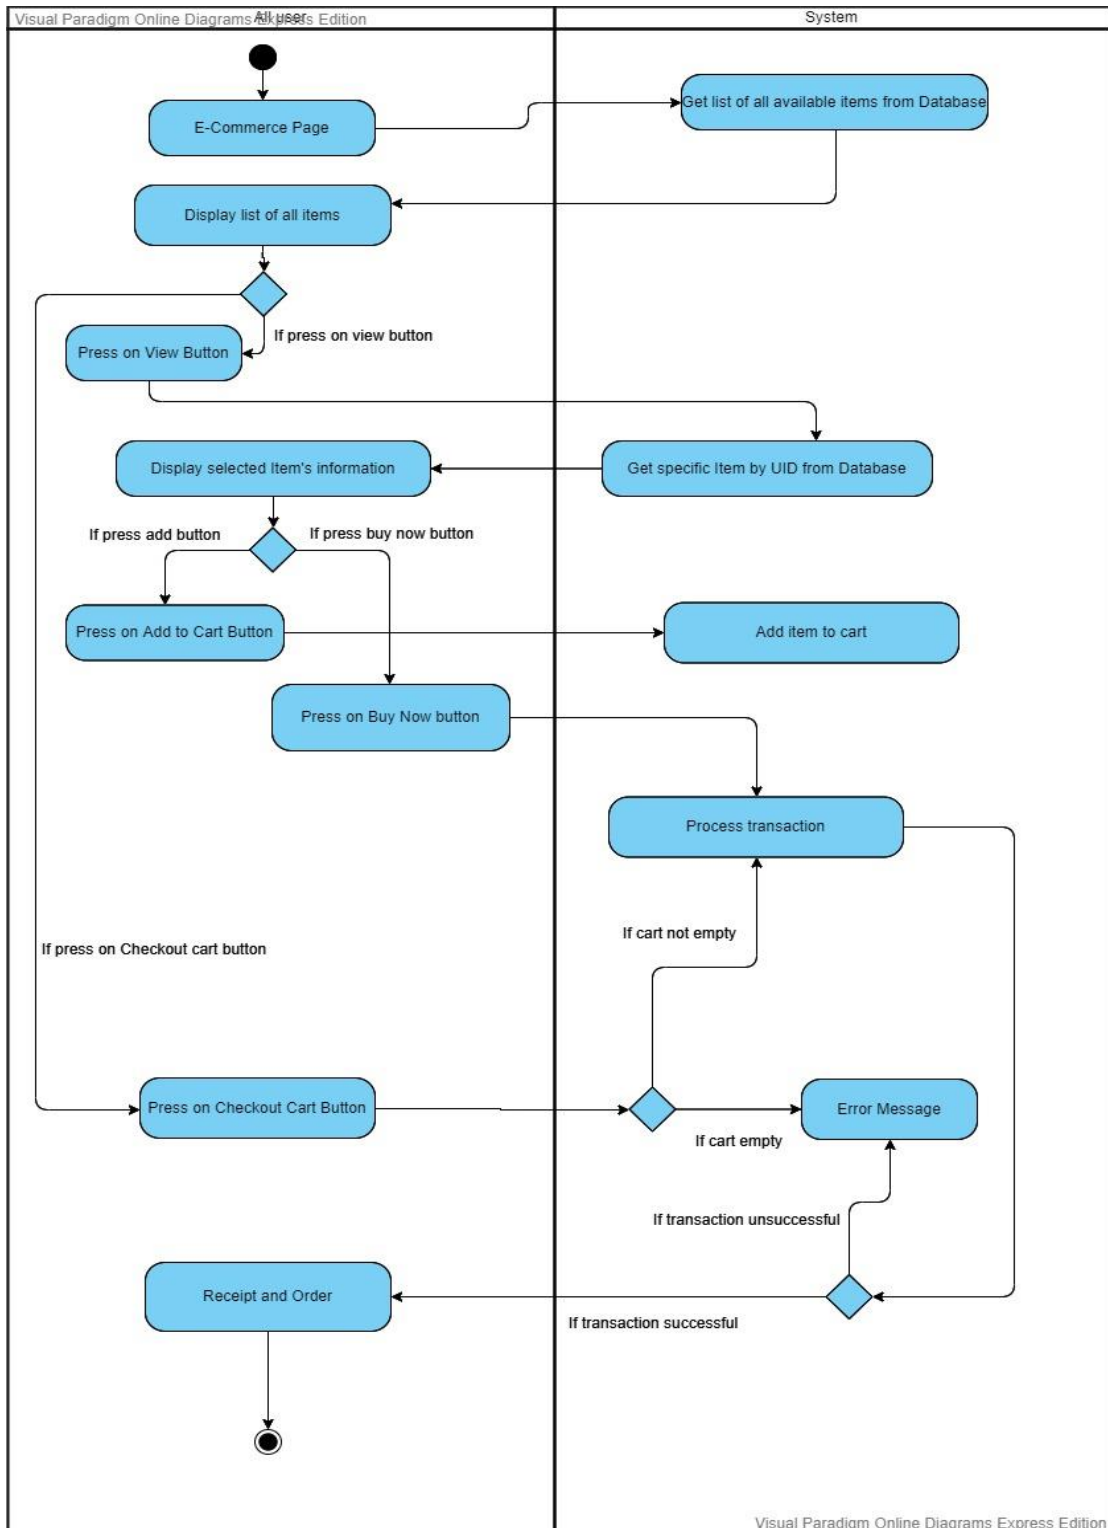 Visual Paradigm Online Diagrams Express Edition
All user
System
Get list of all available items from Database
E-Commerce Page
Display list of all items
If press on view button
Press on View Button
Display selected Item's information
Get specific Item by UID from Database
If press add button
If press buy now button
Press on Add to Cart Button
Add item to cart
Press on Buy Now button
Process transaction
If cart not empty
If press on Checkout cart button
Press on Checkout Cart Button
Error Message
If cart empty
If transaction unsuccessful
Receipt and Order
If transaction successful
Visual Paradigm Online Diagrams Express Edition